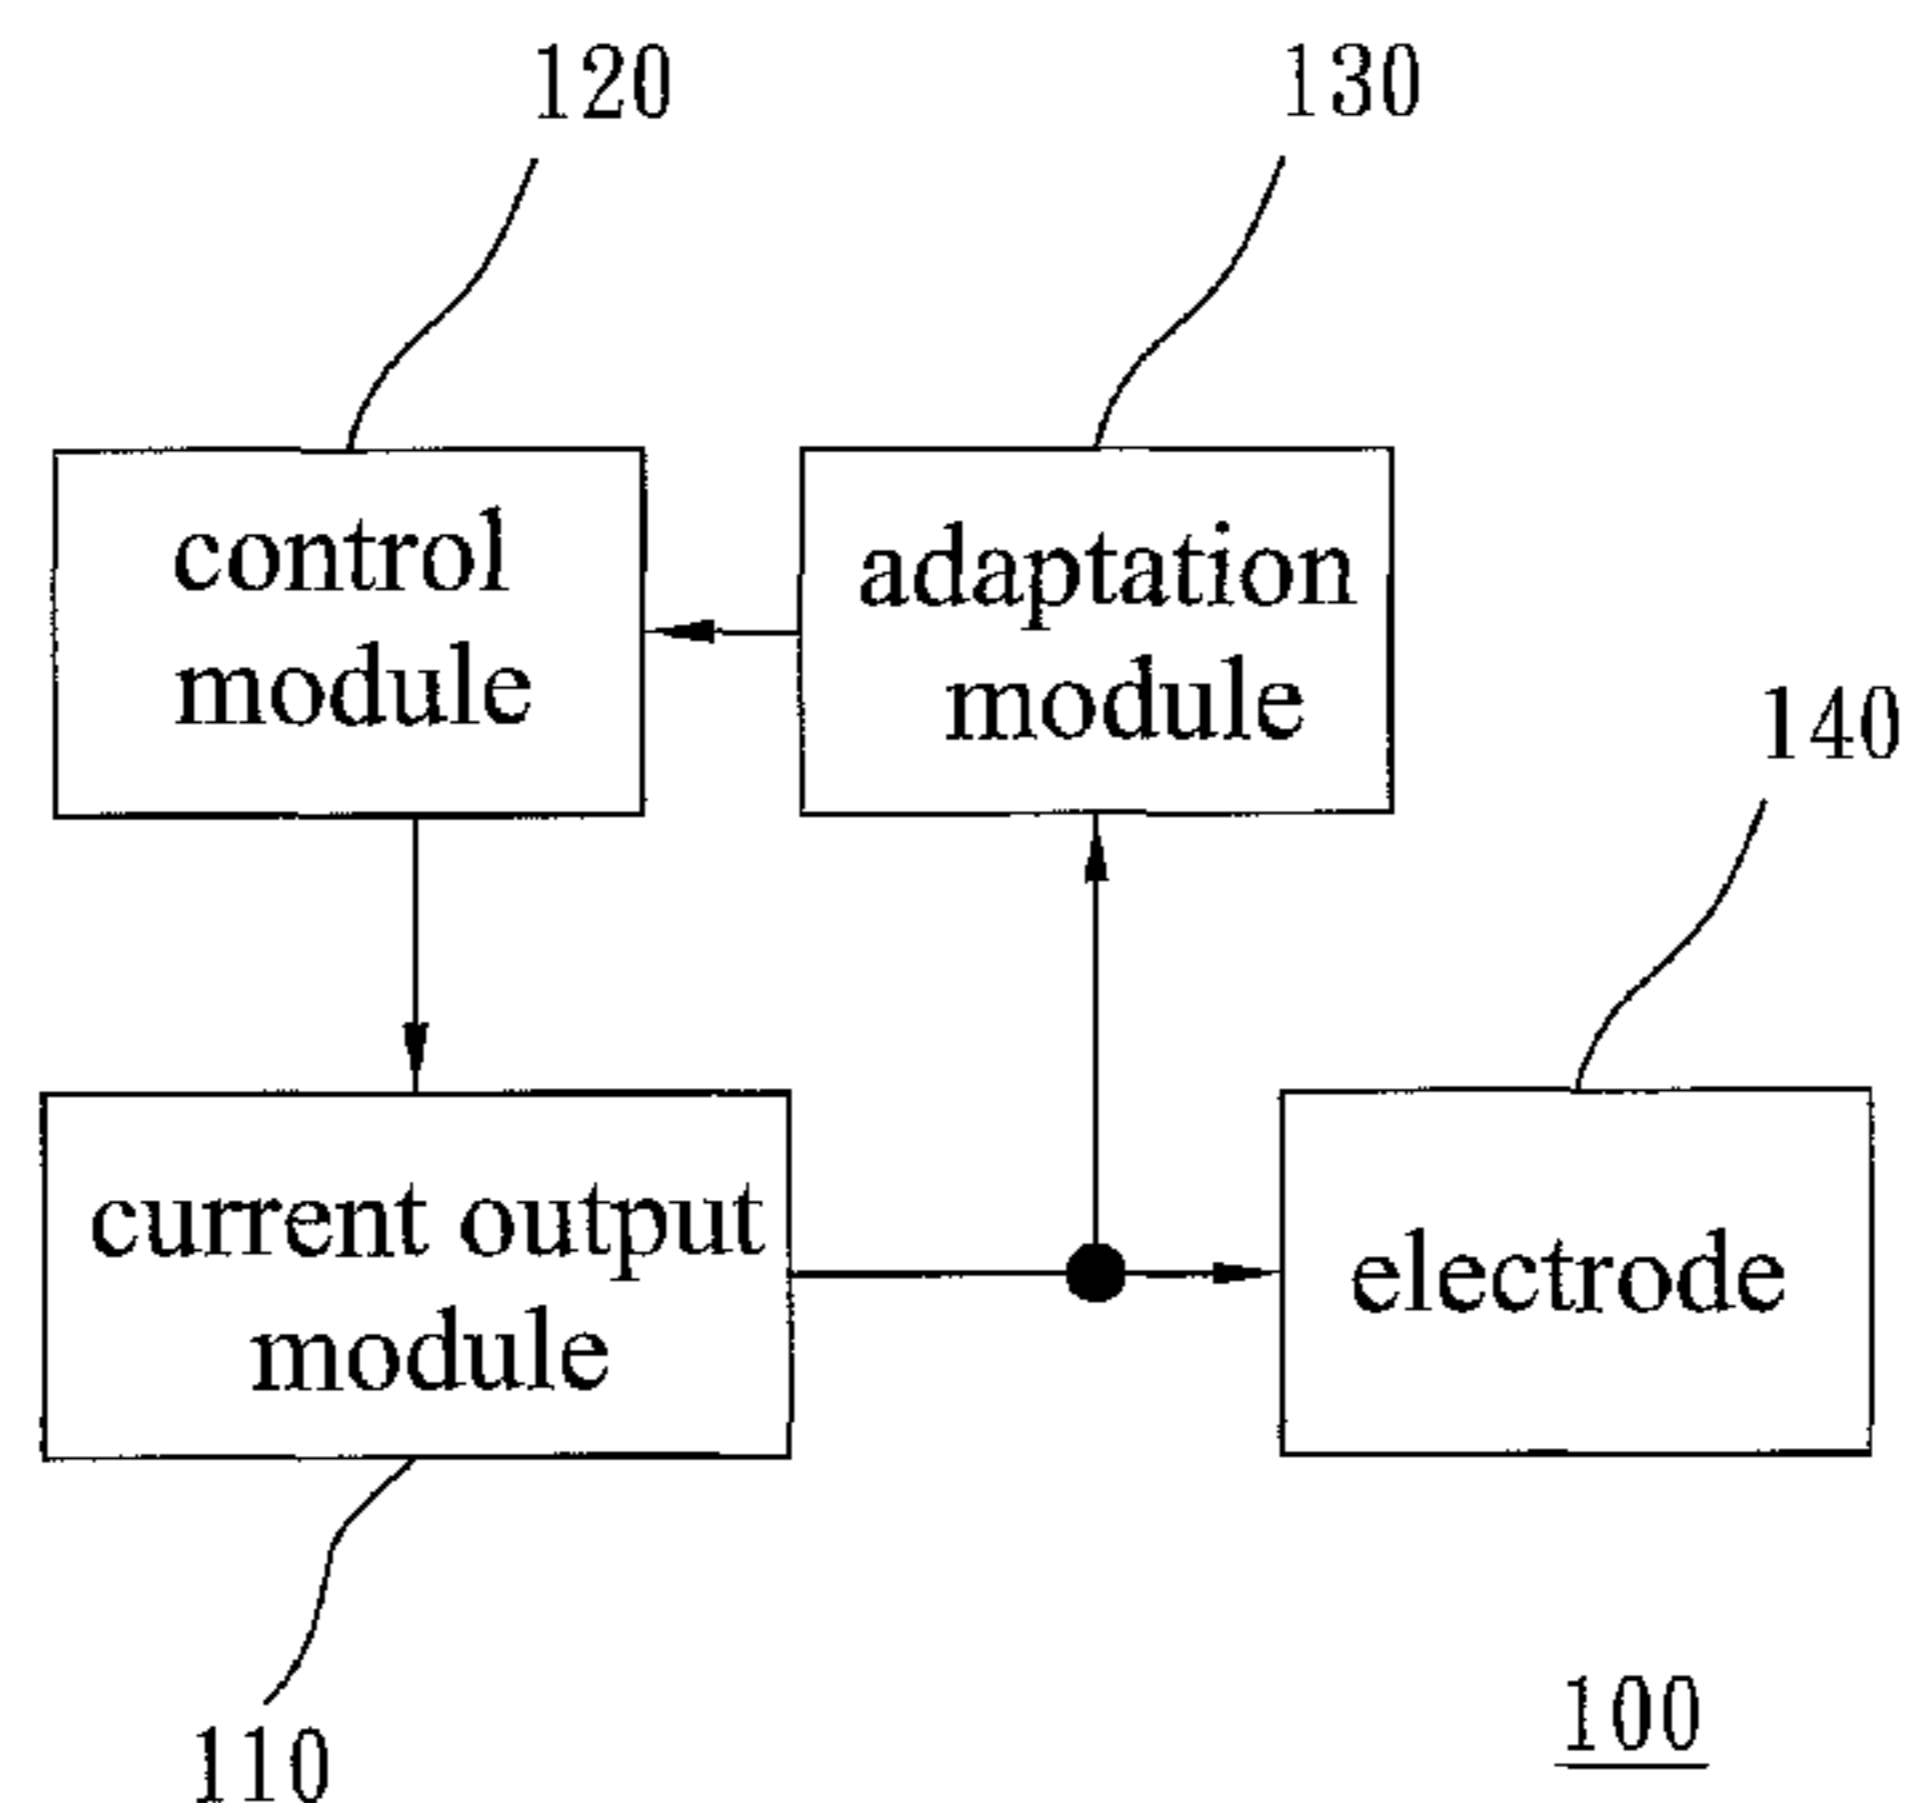 120
130
control
module
adaptation
module
140
current output
module
electrode
100
110